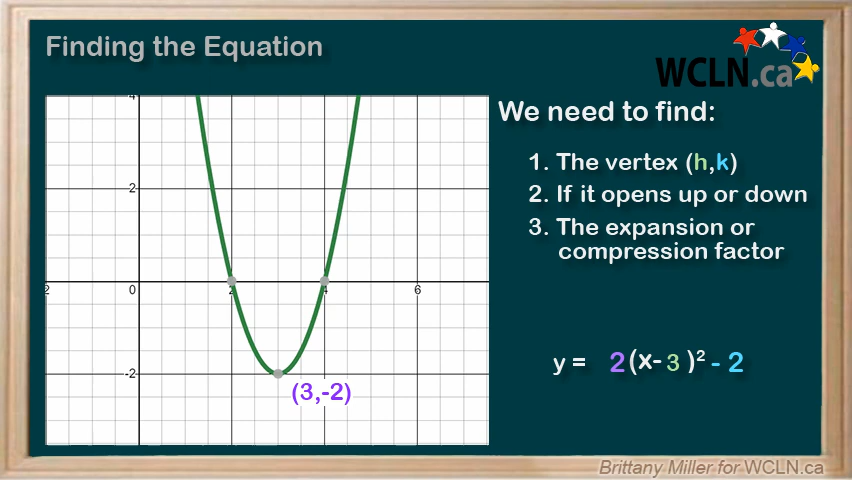 Finding the Equation
WCLN.ca
We need to find:
1. The vertex (h,k)
2. If it opens up or down
3. The expansion or
compression factor
4
2
2 0 2 4 6
-2
(3,-2)
y = 2(x-3)² - 2
Brittany Miller for WCLN.ca